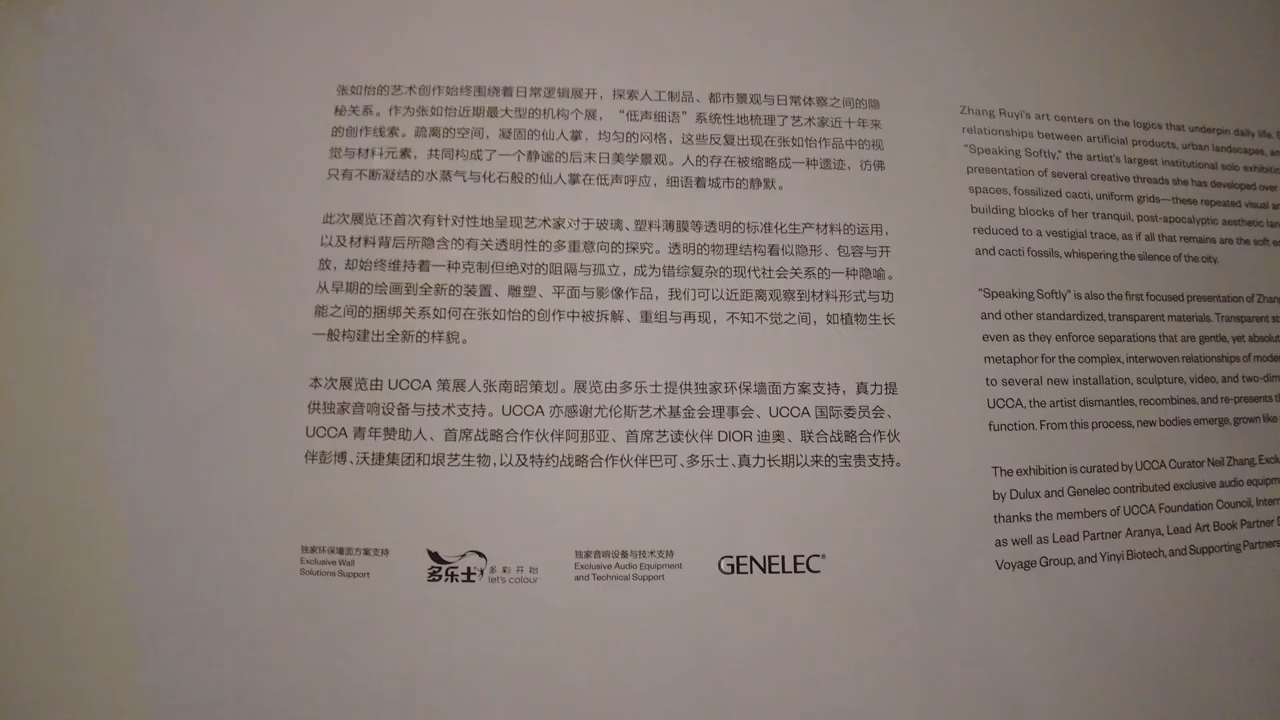 张如怡的艺术创作始终围绕着日常逻辑展开，探索人工制品、都市景观与日常体察之间的隐
秘关系。作为张如怡近期最大型的机构个展，“低声细语”系统性地梳理了艺术家近十年来
的创作线索。疏离的空间，凝固的仙人掌，均匀的网格，这些反复出现在张如怡作品中的视
觉与材料元素，共同构成了一个静谧的后末日美学景观。人的存在被缩略成一种遗迹，彷佛
只有不断凝结的水蒸气与化石般的仙人掌在低声呼应，细语着城市的静默。
此次展览还首次有针对性地呈现艺术家对于玻璃、塑料薄膜等透明的标准化生产材料的运用，
以及材料背后所隐含的有关透明性的多重意向的探究。透明的物理结构看似隐形、包容与开
放，却始终维持着一种克制但绝对的阻隔与孤立，成为错综复杂的现代社会关系的一种隐喻。
从早期的绘画到全新的装置、雕塑、平面与影像作品，我们可以近距离观察到材料形式与功
能之间的捆绑关系如何在张如怡的创作中被拆解、重组与再现，不知不觉之间，如植物生长
一般构建出全新的样貌。
本次展览由 UCCA 策展人张南昭策划。展览由多乐士提供独家环保墙面方案支持，真力提
供独家音响设备与技术支持。UCCA 亦感谢尤伦斯艺术基金会理事会、UCCA 国际委员会、
UCCA 青年赞助人、首席战略合作伙伴阿那亚、首席艺读伙伴 DIOR 迪奥、联合战略合作伙
伴彭博、沃捷集团和垠艺生物，以及特约战略合作伙伴巴可、多乐士、真力长期以来的宝贵支持。
独家环保墙面方案支持
Exclusive Wall
Solutions Support
多乐士
多彩开始
let's colour
独家音响设备与技术支持
Exclusive Audio Equipment
and Technical Support
GENELEC®
Zhang Ruyi's art centers on the logics that underpin daily life,
relationships between artificial products, urban landscapes,
“Speaking Softly,” the artist's largest institutional solo
presentation of several creative threads she has developed over
spaces, fossilized cacti, uniform grids—these repeated visual
building blocks of her tranquil, post-apocalyptic aesthetic
reduced to a vestigial trace, as if all that remains are the soft
and cacti fossils, whispering the silence of the city.
“Speaking Softly” is also the first focused presentation of
and other standardized, transparent materials. Transparent
even as they enforce separations that are gentle, yet
metaphor for the complex, interwoven relationships of
to several new installation, sculpture, video, and
UCCA, the artist dismantles, recombines, and re-presents
function. From this process, new bodies emerge, grown like
The exhibition is curated by UCCA Curator Neil Zhang.
by Dulux and Genelec contributed exclusive audio
thanks the members of UCCA Foundation Council,
as well as Lead Partner Aranya, Lead Art Book Partner
Voyage Group, and Yinyi Biotech, and Supporting Partners